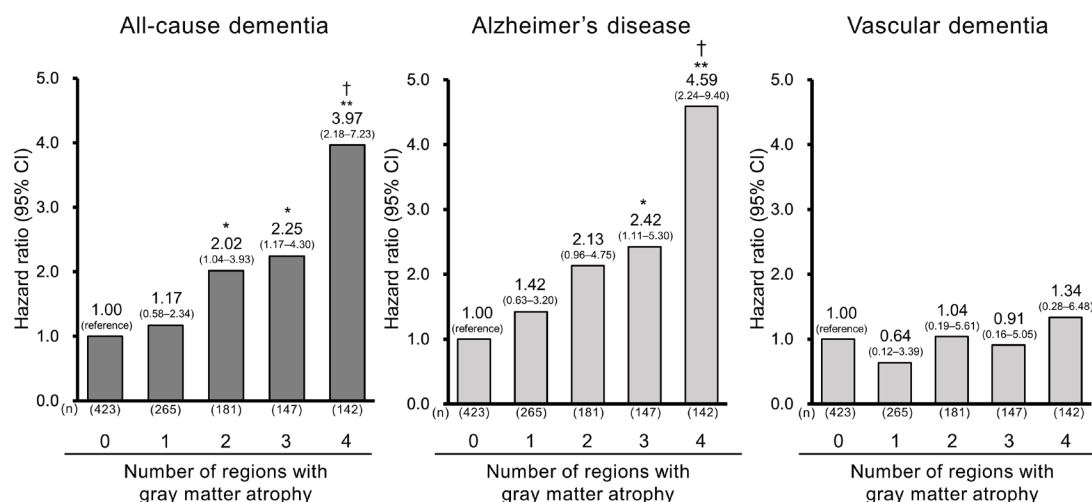 All-cause dementia
Hazard ratio (95% CI)
5.0
4.0
3.0
2.0
1.0
0.0
1.00
(reference)
1.17
(0.58–2.34)
*
2.02
(1.04–3.93)
*
2.25
(1.17–4.30)
†
**
3.97
(2.18–7.23)
(n) (423) (265) (181) (147) (142)
0 1 2 3 4
Number of regions with
gray matter atrophy
Alzheimer’s disease
Hazard ratio (95% CI)
5.0
4.0
3.0
2.0
1.0
0.0
1.00
(reference)
1.42
(0.63–3.20)
2.13
(0.96–4.75)
*
2.42
(1.11–5.30)
†
**
4.59
(2.24–9.40)
(n) (423) (265) (181) (147) (142)
0 1 2 3 4
Number of regions with
gray matter atrophy
Vascular dementia
Hazard ratio (95% CI)
5.0
4.0
3.0
2.0
1.0
0.0
1.00
(reference)
0.64
(0.12–3.39)
1.04
(0.19–5.61)
0.91
(0.16–5.05)
1.34
(0.28–6.48)
(n) (423) (265) (181) (147) (142)
0 1 2 3 4
Number of regions with
gray matter atrophy